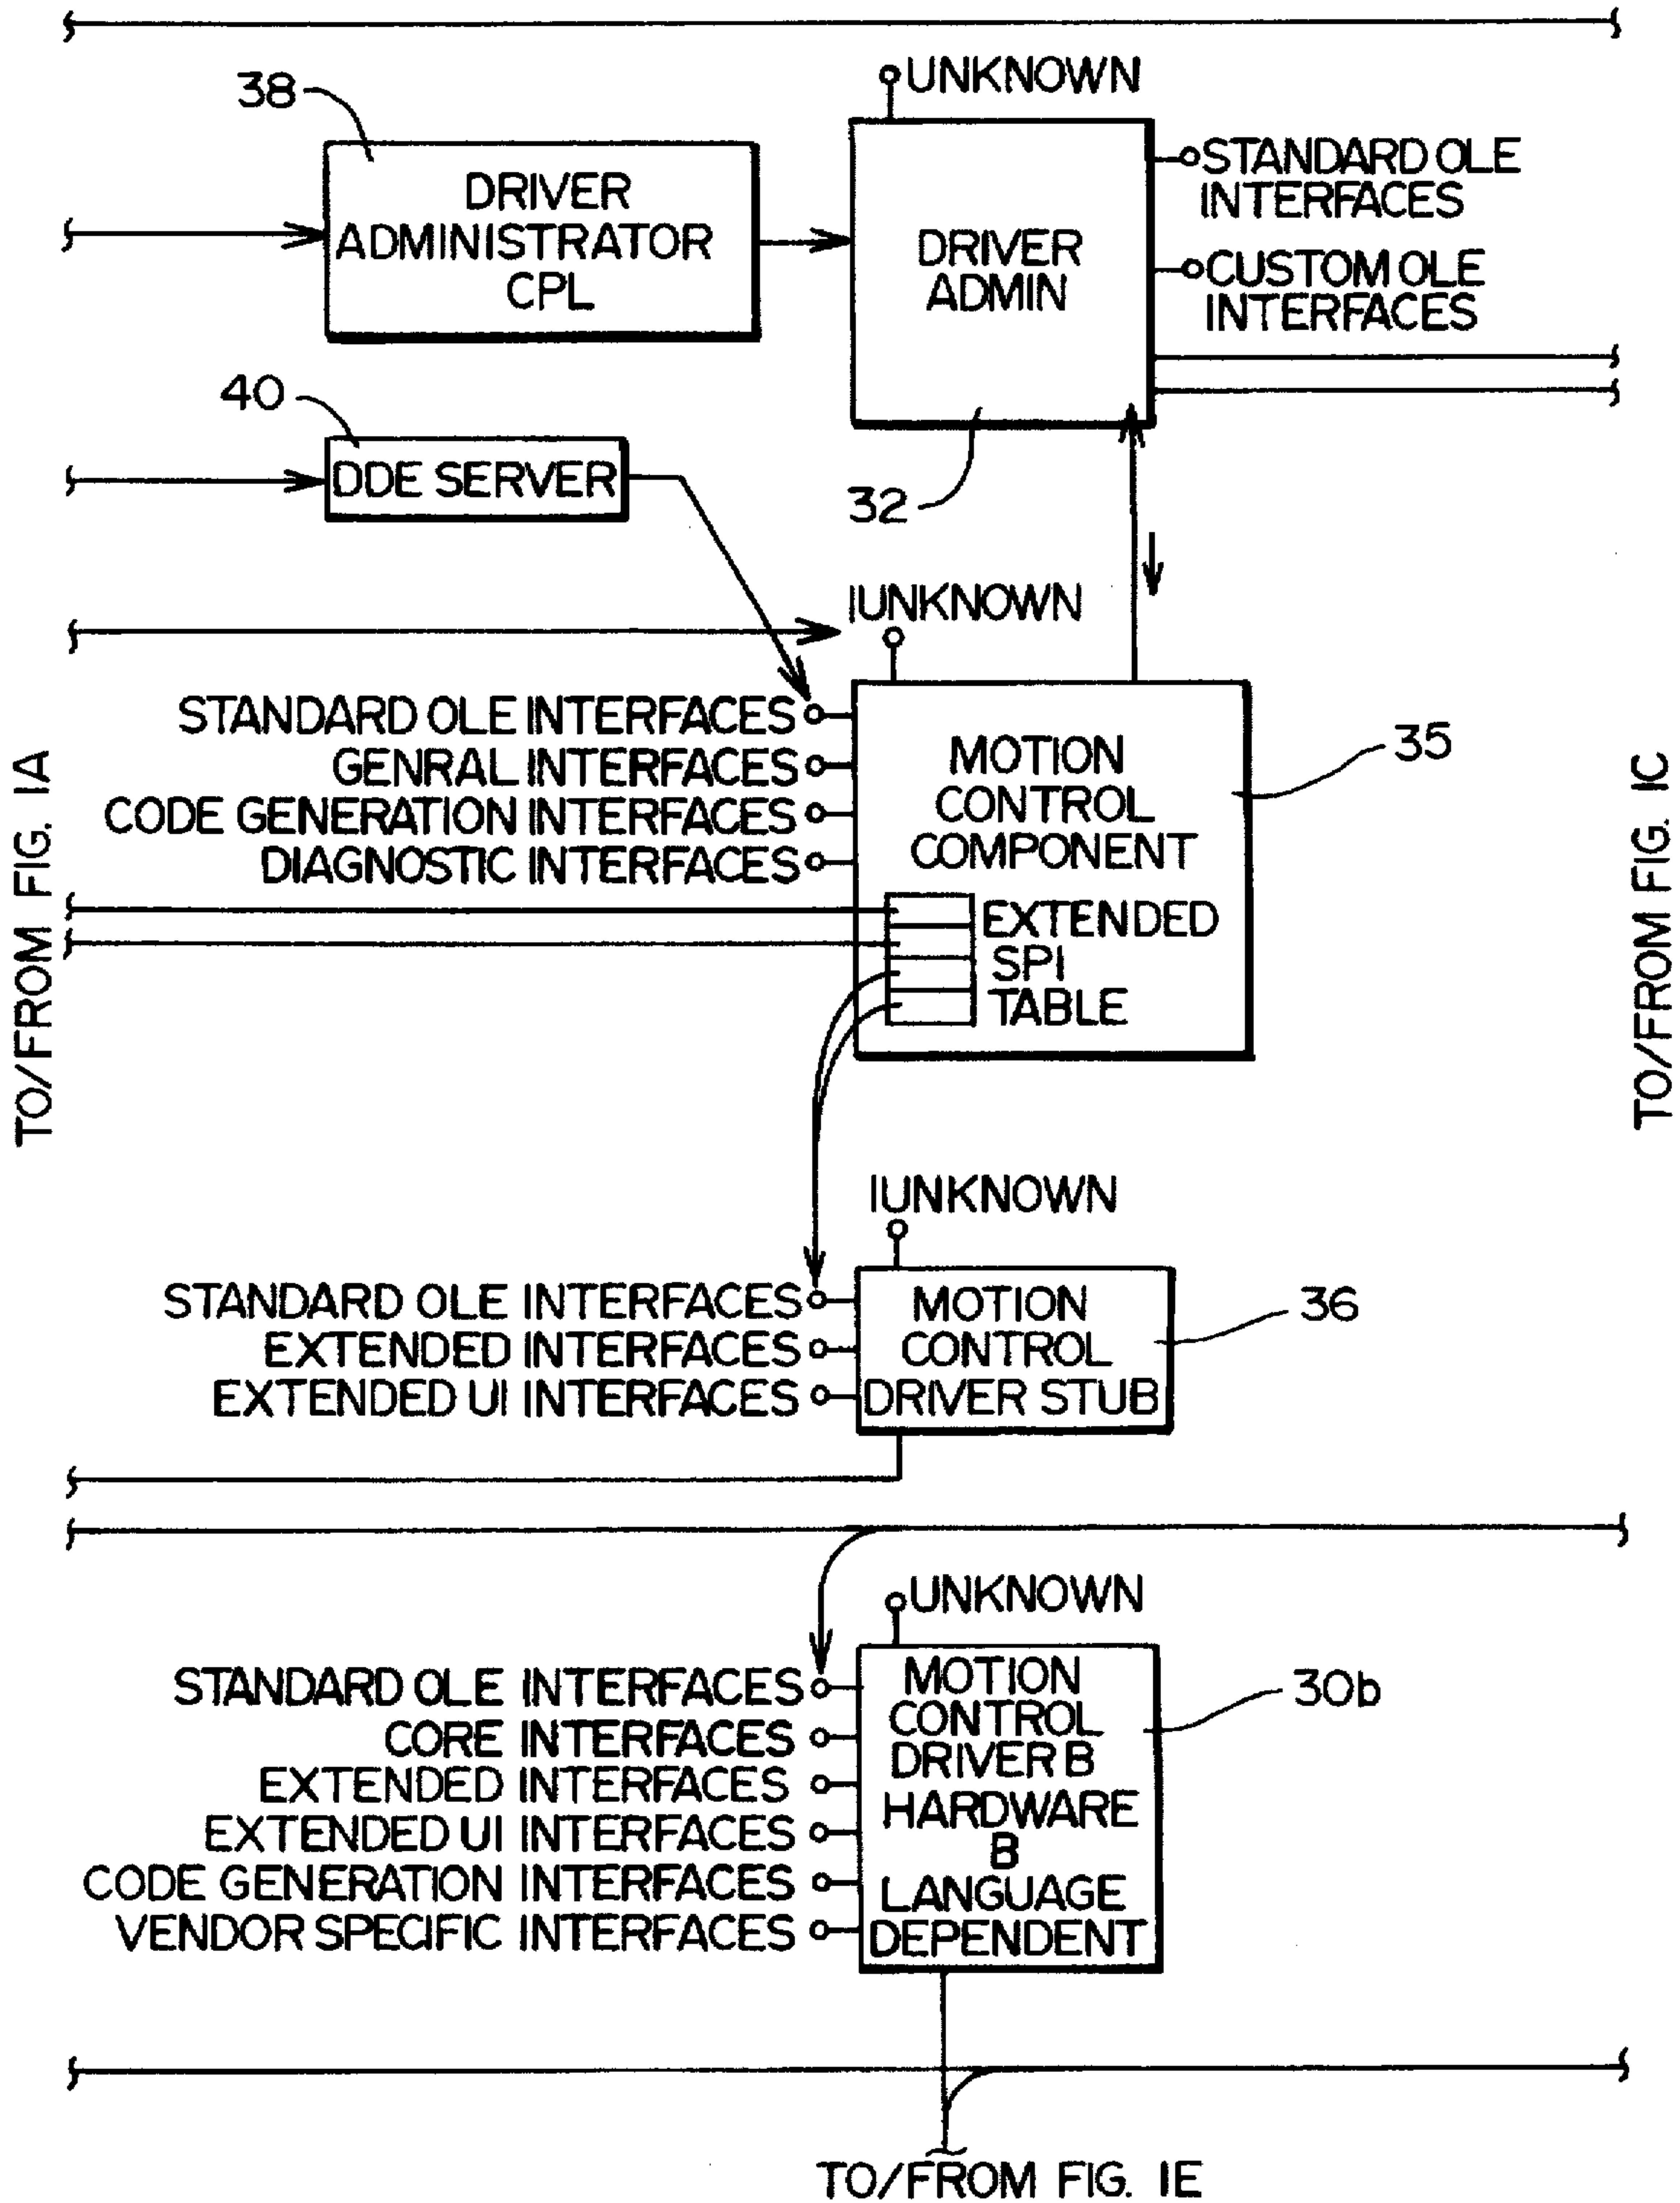 UNKNOWN
38
STANDARD OLE
INTERFACES
DRIVER
ADMINISTRATOR
CPL
DRIVER
ADMIN
CUSTOM OLE
INTERFACES
40
DDE SERVER
32
IUNKNOWN
STANDARD OLE INTERFACES
GENRAL INTERFACES
CODE GENERATION INTERFACES
DIAGNOSTIC INTERFACES
MOTION
CONTROL
COMPONENT
35
EXTENDED
SPI
TABLE
TO/FROM FIG. 1A
TO/FROM FIG. 1C
IUNKNOWN
STANDARD OLE INTERFACES
EXTENDED INTERFACES
EXTENDED UI INTERFACES
MOTION
CONTROL
DRIVER STUB
36
UNKNOWN
STANDARD OLE INTERFACES
CORE INTERFACES
EXTENDED INTERFACES
EXTENDED UI INTERFACES
CODE GENERATION INTERFACES
VENDOR SPECIFIC INTERFACES
MOTION
CONTROL
DRIVER B
HARDWARE
B
LANGUAGE
DEPENDENT
30b
TO/FROM FIG. 1E